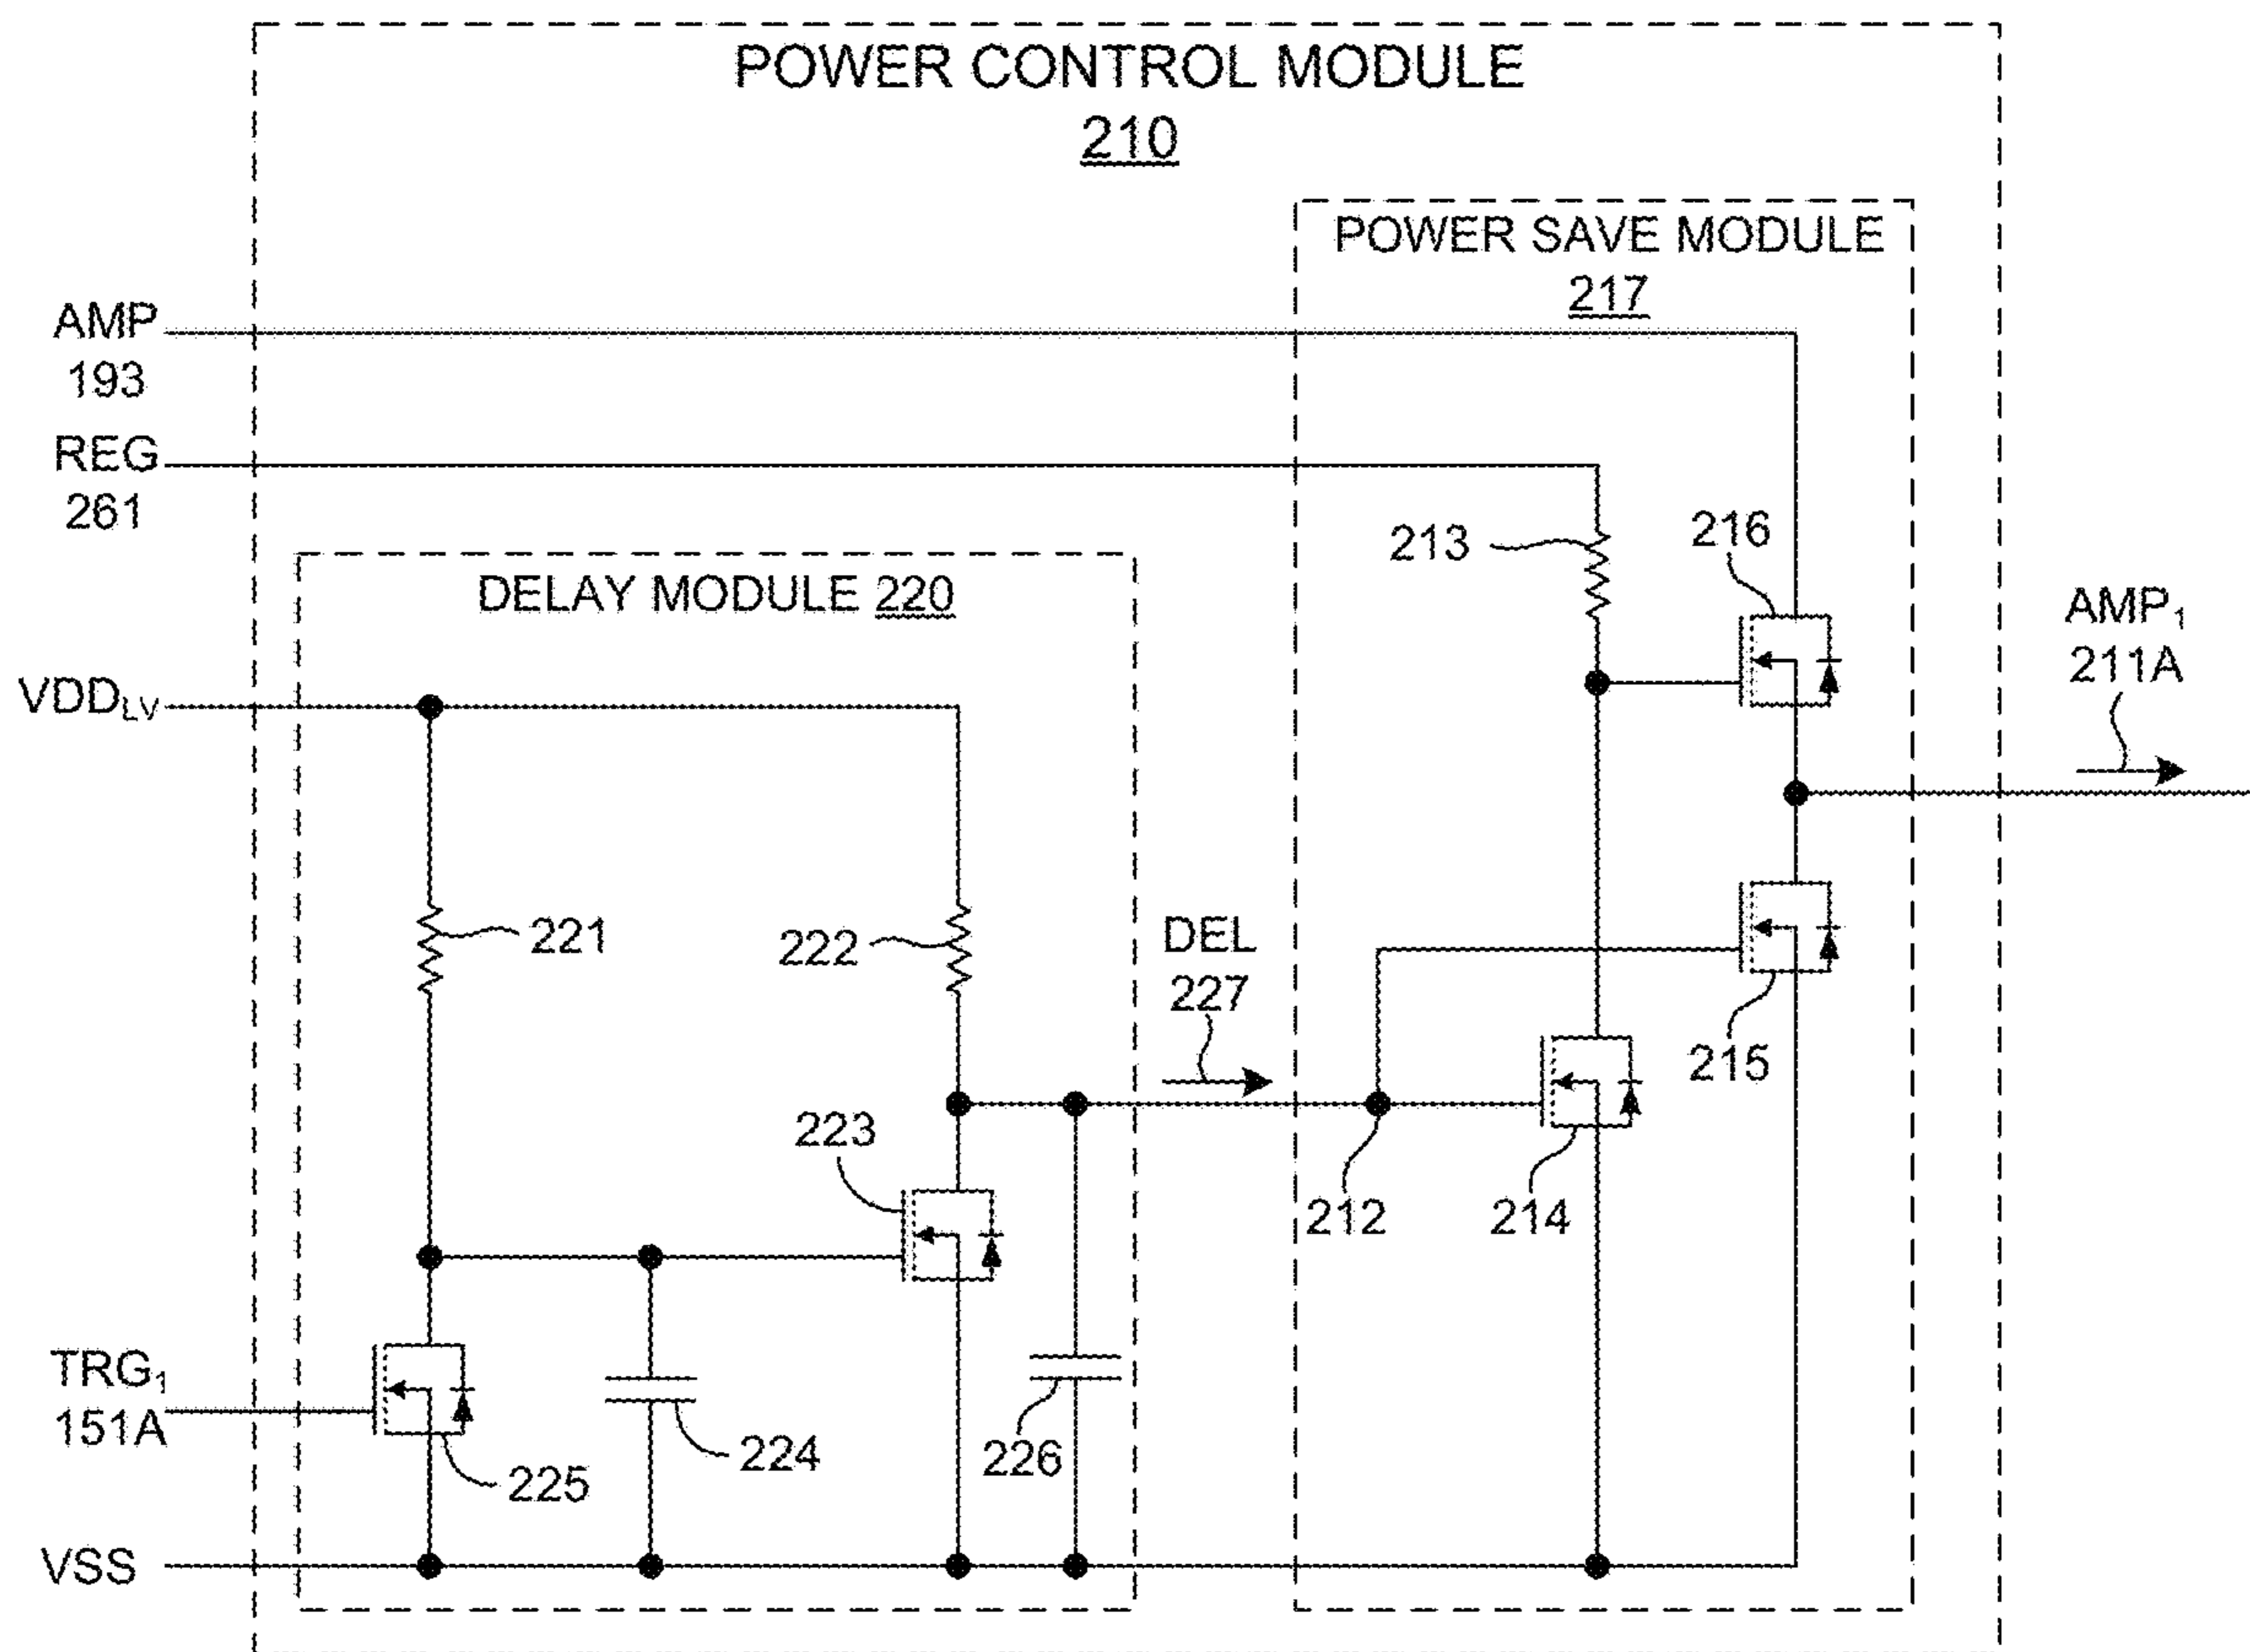 POWER CONTROL MODULE
210
POWER SAVE MODULE
217
AMP
193
REG
261
213
216
AMP₁
211A
DELAY MODULE 220
VDD_LV
221
222
DEL
227
215
223
212
214
TRG₁
151A
225
224
226
VSS